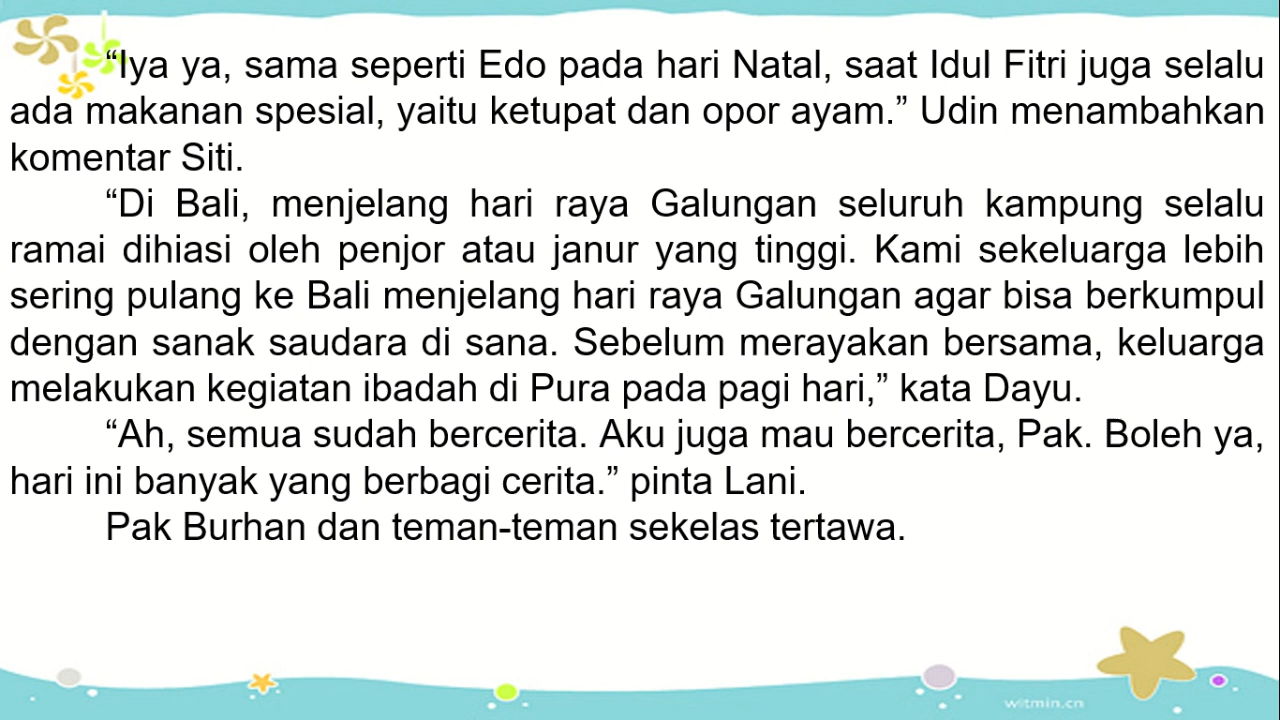 “Iya ya, sama seperti Edo pada hari Natal, saat Idul Fitri juga selalu
ada makanan spesial, yaitu ketupat dan opor ayam.” Udin menambahkan
komentar Siti.
“Di Bali, menjelang hari raya Galungan seluruh kampung selalu
ramai dihiasi oleh penjor atau janur yang tinggi. Kami sekeluarga lebih
sering pulang ke Bali menjelang hari raya Galungan agar bisa berkumpul
dengan sanak saudara di sana. Sebelum merayakan bersama, keluarga
melakukan kegiatan ibadah di Pura pada pagi hari,” kata Dayu.
“Ah, semua sudah bercerita. Aku juga mau bercerita, Pak. Boleh ya,
hari ini banyak yang berbagi cerita.” pinta Lani.
Pak Burhan dan teman-teman sekelas tertawa.
witmin.cn